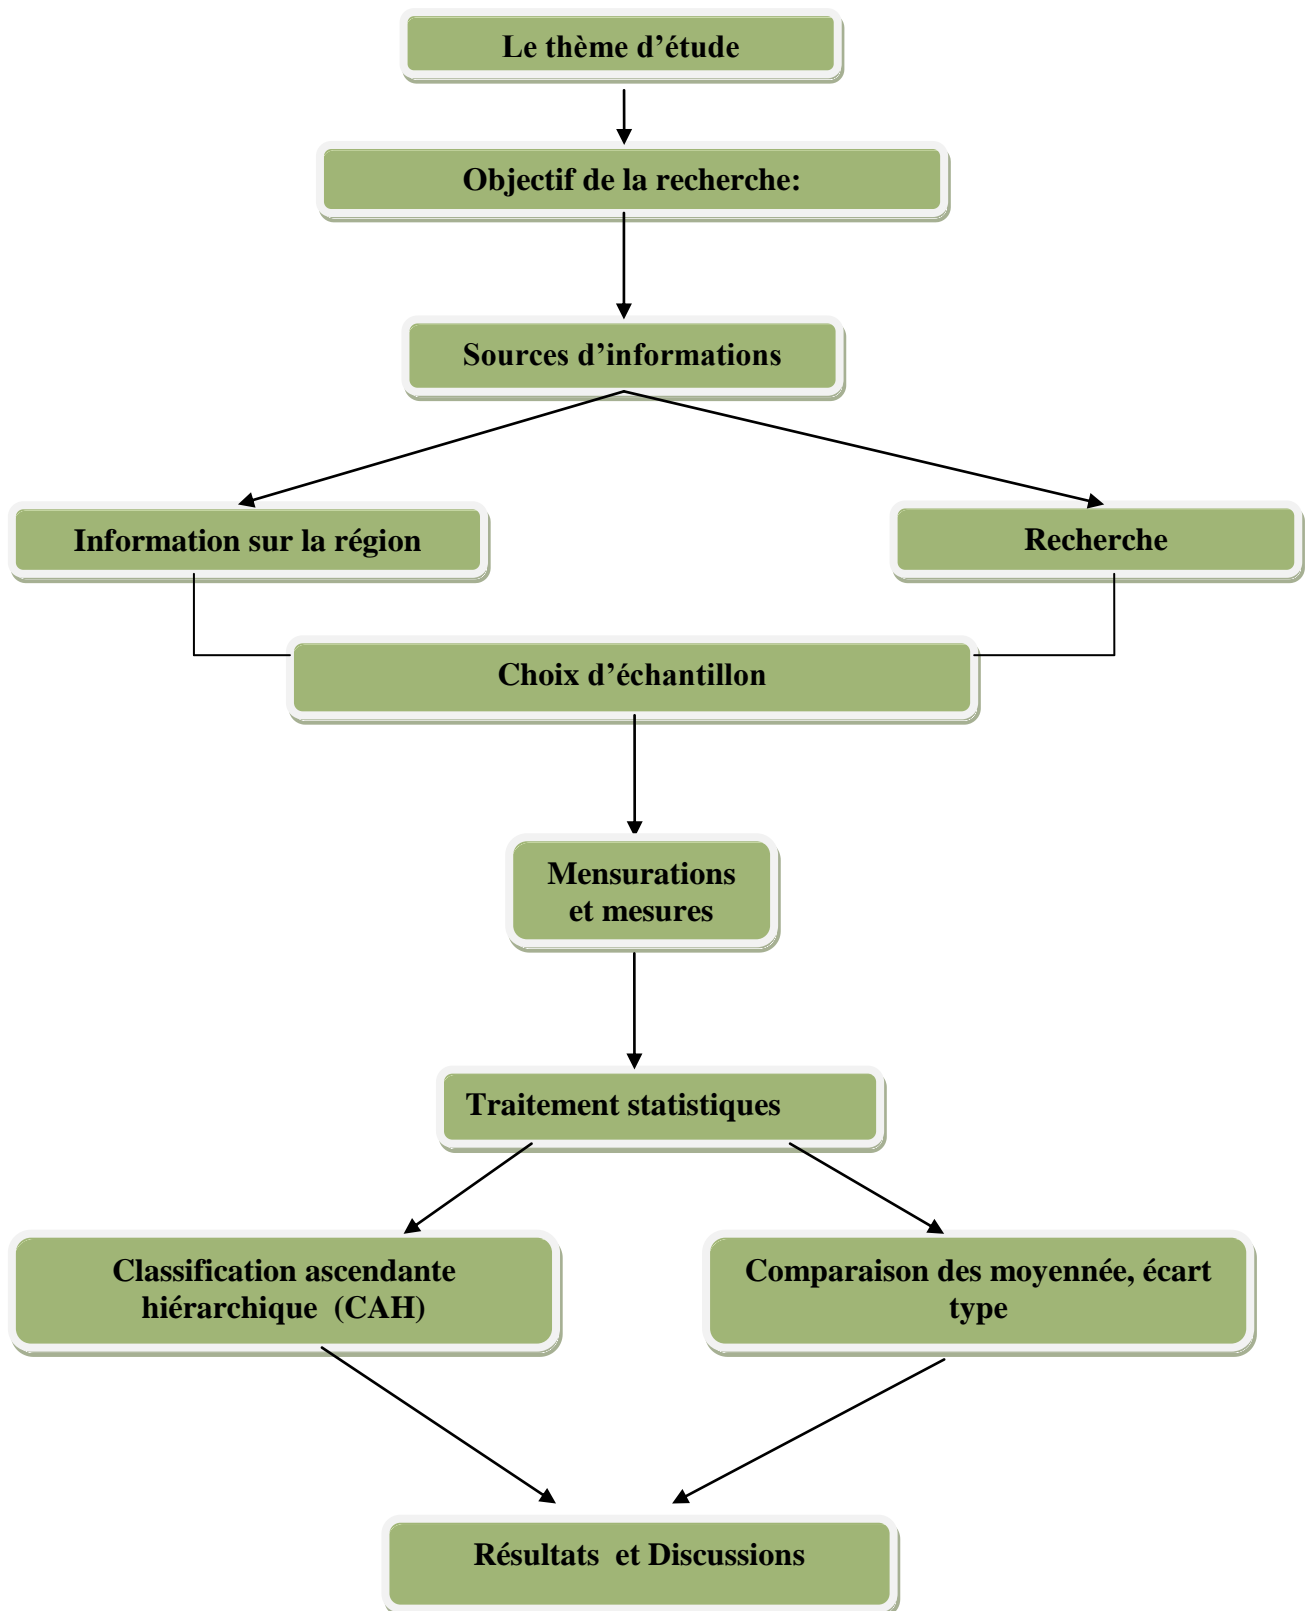 Le thème d’étude
Objectif de la recherche:
Sources d’informations
Information sur la région
Recherche
Choix d’échantillon
Mensurations
et mesures
Traitement statistiques
Classification ascendante
hiérarchique  (CAH)
Comparaison des moyennée, écart
type
Résultats  et Discussions